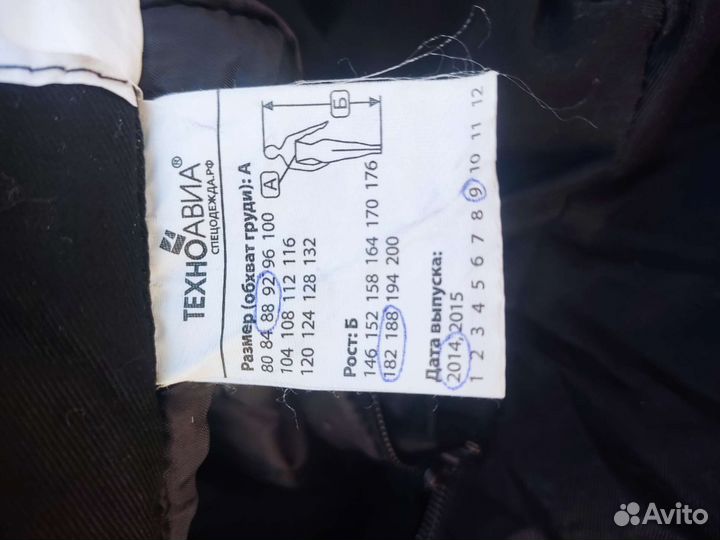 ТЕХНОАВИА®
СПЕЦОДЕЖДА.РФ
Размер (обхват груди): А
80 84 88 92 96 100
104 108 112 116
120 124 128 132
А
Б
Рост: Б
146 152 158 164 170 176
182 188 194 200
Дата выпуска:
2014, 2015
1 2 3 4 5 6 7 8 9 10 11 12
Avito